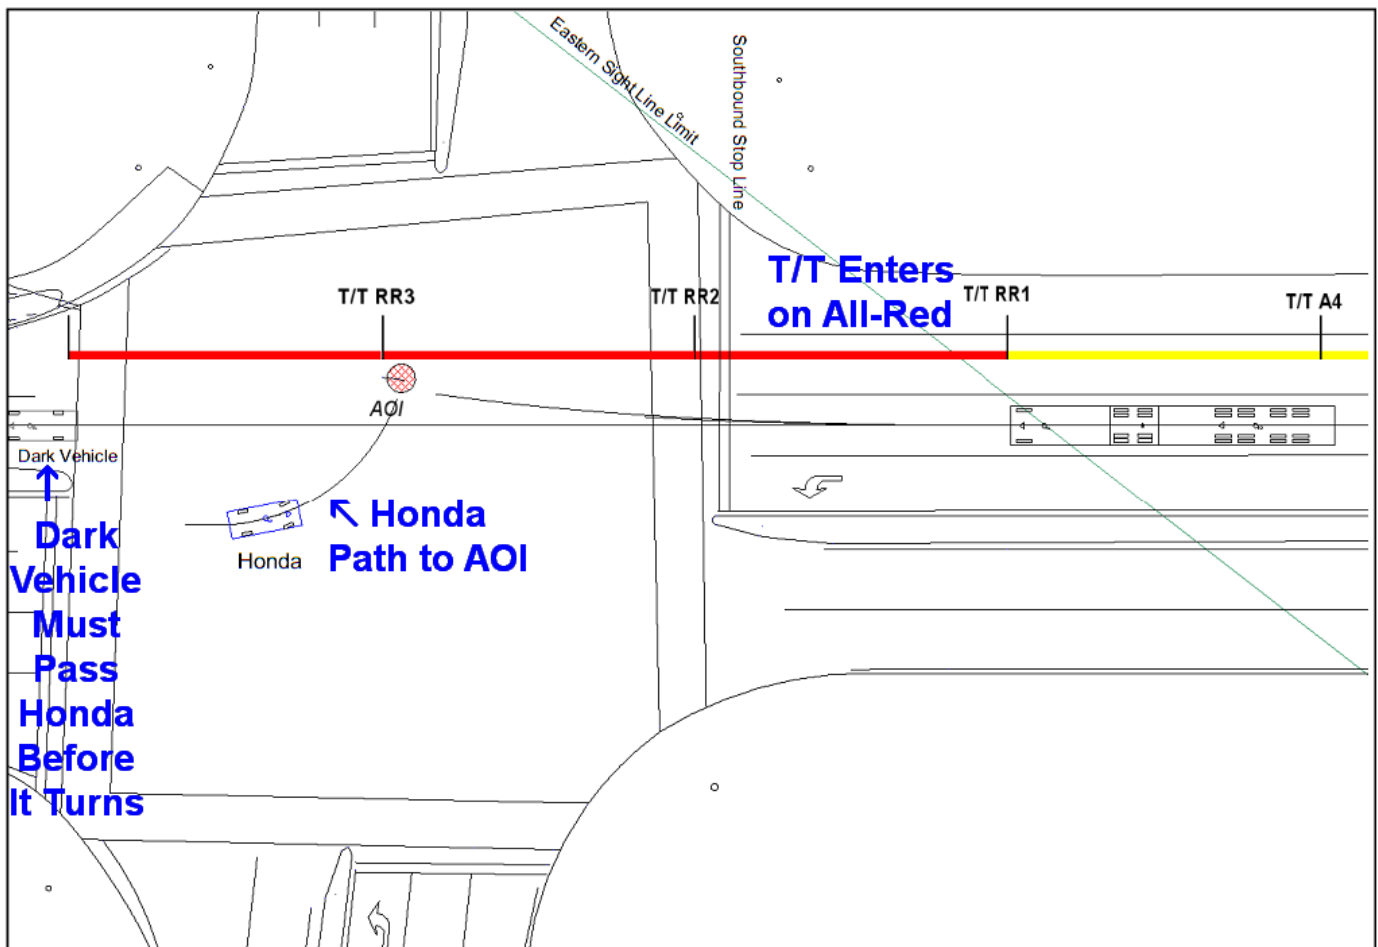 Eastern Sight Line Limit
Southbound Stop Line
T/T Enters
on All-Red
T/T RR3
T/T RR2
T/T RR1
T/T A4
AOI
Dark Vehicle
↑
Dark
Vehicle
Must
Pass
Honda
Before
It Turns
Honda
↖ Honda
Path to AOI